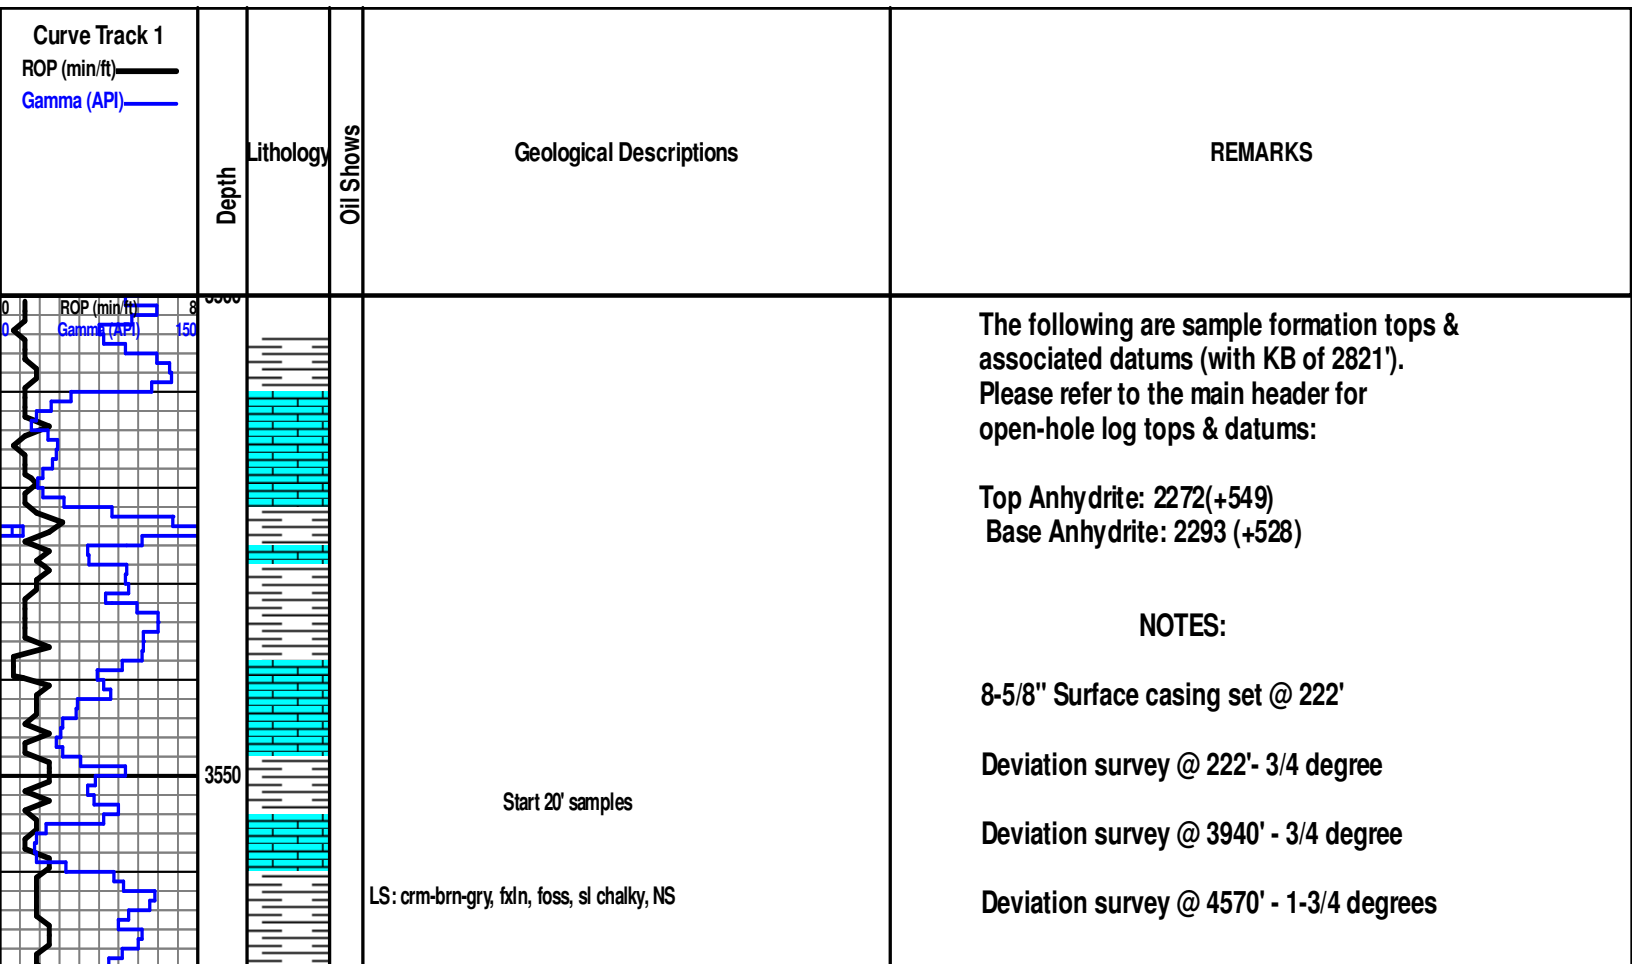 Curve Track 1
ROP (min/ft)
Gamma (API)
Depth
Lithology
Oil Shows
Geological Descriptions
REMARKS
0 ROP (min/ft) 8
0 Gamma (API) 150
3500
3550
Start 20' samples
LS: crm-brn-gry, fxln, foss, sl chalky, NS
The following are sample formation tops &
associated datums (with KB of 2821').
Please refer to the main header for
open-hole log tops & datums:
Top Anhydrite: 2272(+549)
Base Anhydrite: 2293 (+528)
NOTES:
8-5/8" Surface casing set @ 222'
Deviation survey @ 222'- 3/4 degree
Deviation survey @ 3940' - 3/4 degree
Deviation survey @ 4570' - 1-3/4 degrees